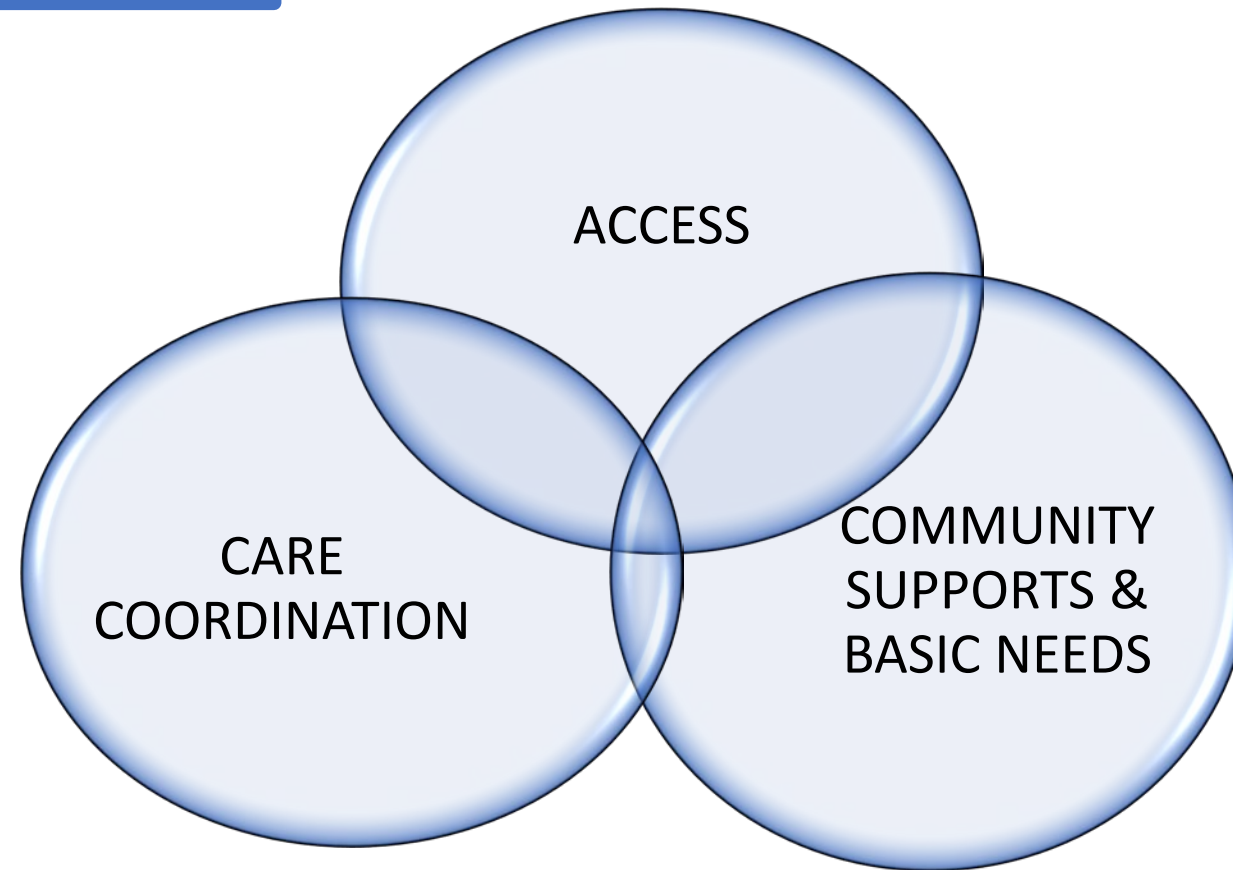 ACCESS
CARE
COORDINATION
COMMUNITY
SUPPORTS &
BASIC NEEDS